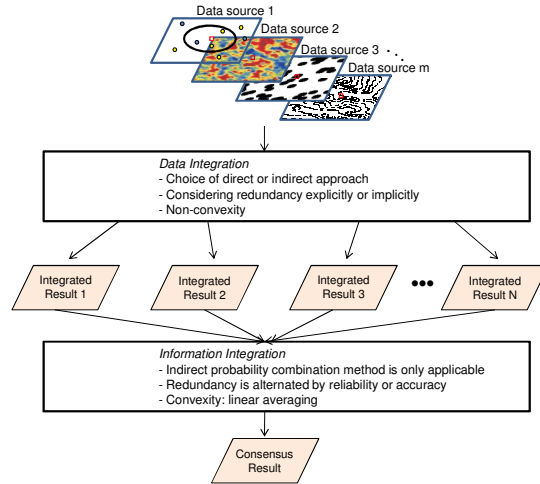 Data source 1
Data source 2
Data source 3
Data source m
Data Integration
- Choice of direct or indirect approach
- Considering redundancy explicitly or implicitly
- Non-convexity
Integrated
Result 1
Integrated
Result 2
Integrated
Result 3
Integrated
Result N
Information Integration
- Indirect probability combination method is only applicable
- Redundancy is alternated by reliability or accuracy
- Convexity: linear averaging
Consensus
Result